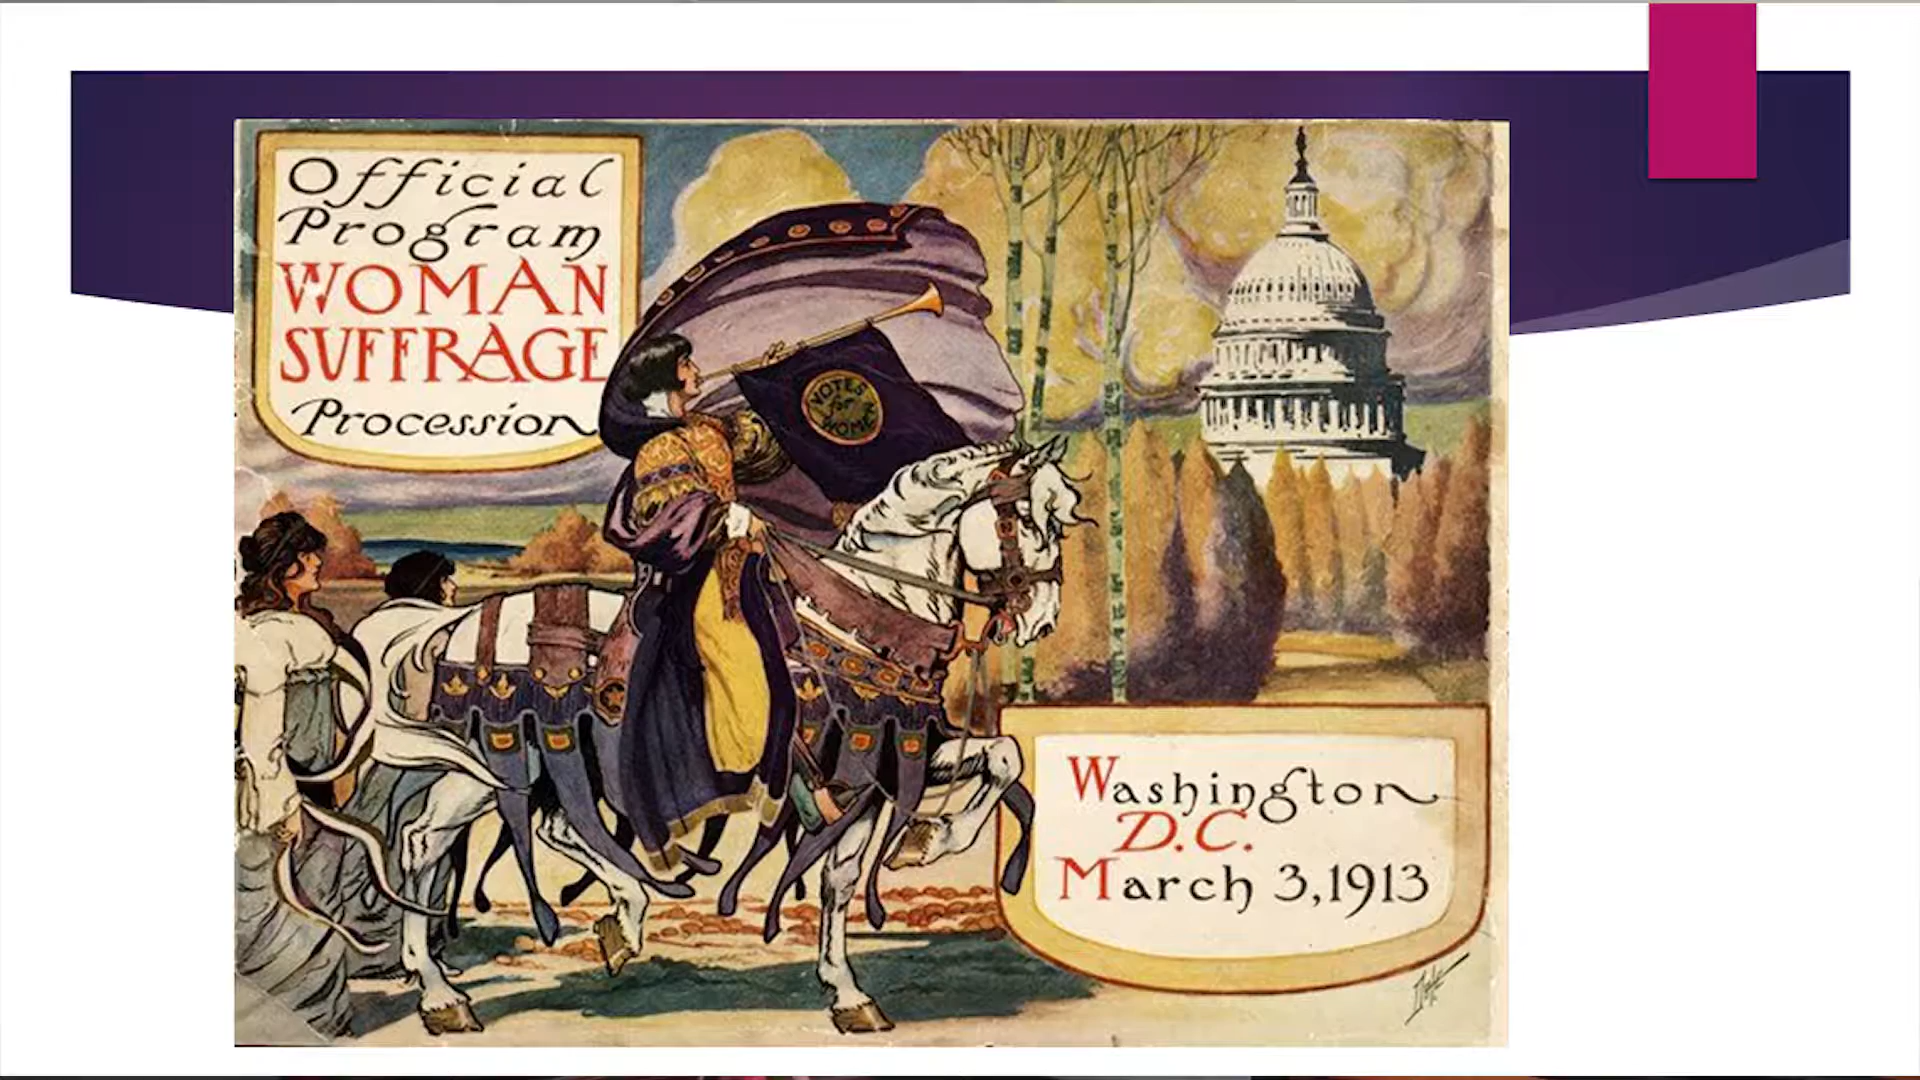 Official
Program
WOMAN
SUFFRAGE
Procession
VOTES
for
WOMEN
Washington
D.C.
March 3, 1913